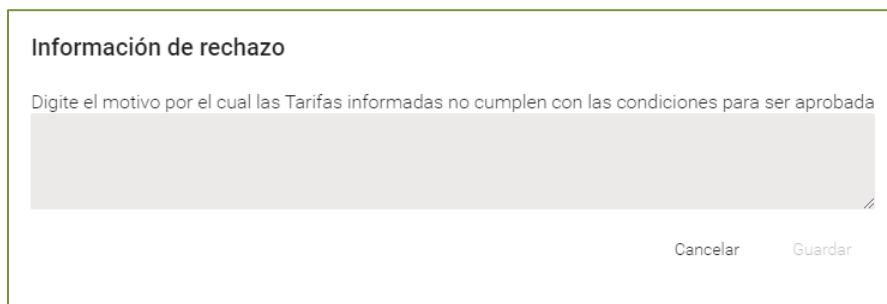 Información de rechazo
Digite el motivo por el cual las Tarifas informadas no cumplen con las condiciones para ser aprobada
Cancelar Guardar